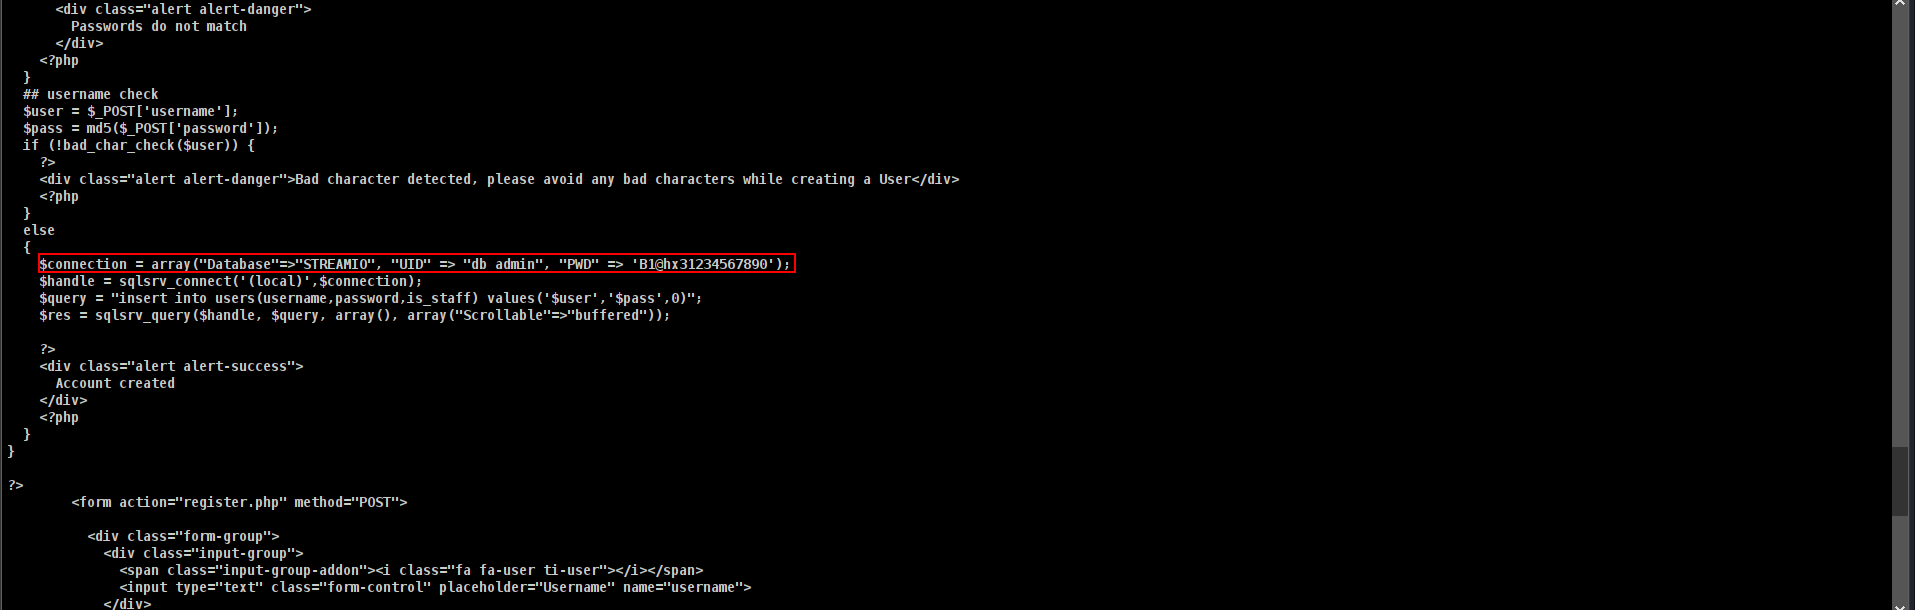 <div class="alert alert-danger">
Passwords do not match
</div>
<?php
}
## username check
$user = $_POST['username'];
$pass = md5($_POST['password']);
if (!bad_char_check($user)) {
?>
<div class="alert alert-danger">Bad character detected, please avoid any bad characters while creating a User</div>
<?php
}
else
{
$connection = array("Database"=>"STREAMIO", "UID" => "db admin", "PWD" => 'B1@hx31234567890');
$handle = sqlsrv_connect('(local)',$connection);
$query = "insert into users(username,password,is_staff) values('$user','$pass',0)";
$res = sqlsrv_query($handle, $query, array(), array("Scrollable"=>"buffered"));
?>
<div class="alert alert-success">
Account created
</div>
<?php
}
}
?>
<form action="register.php" method="POST">
<div class="form-group">
<div class="input-group">
<span class="input-group-addon"><i class="fa fa-user ti-user"></i></span>
<input type="text" class="form-control" placeholder="Username" name="username">
</div>